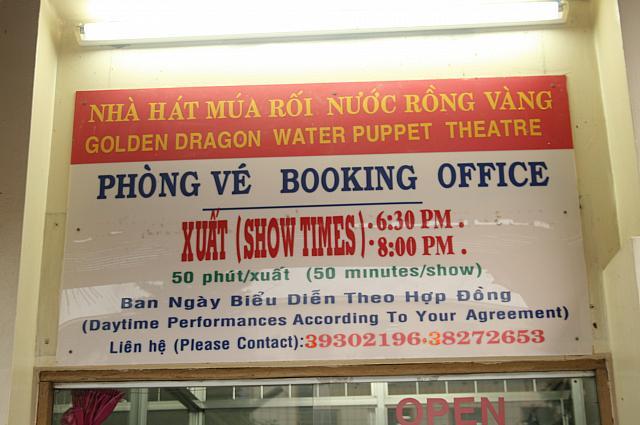 NHÀ HÁT MÚA RỐI NƯỚC RỒNG VÀNG
GOLDEN DRAGON WATER PUPPET THEATRE
PHÒNG VÉ BOOKING OFFICE
XUẤT (SHOW TIMES): 6:30 PM .
8:00 PM .
50 phút/xuất (50 minutes/show)
Ban Ngày Biểu Diễn Theo Hợp Đồng
(Daytime Performances According To Your Agreement)
Liên hệ (Please Contact):39302196-38272653
OPEN